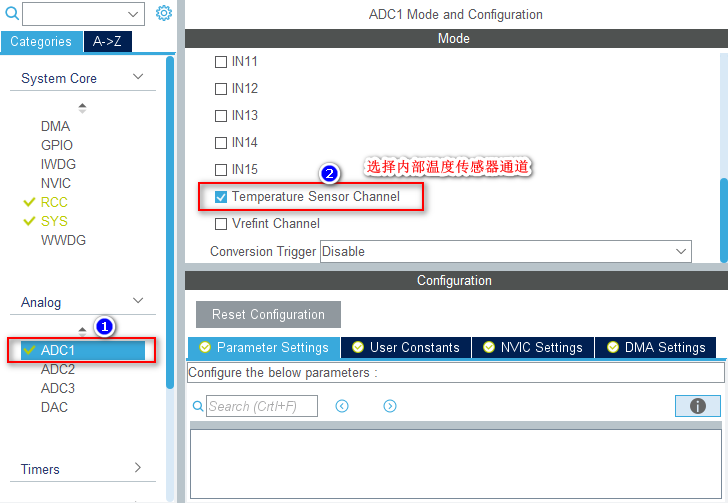 Categories
A->Z
System Core
DMA
GPIO
IWDG
NVIC
RCC
SYS
WWDG
Analog
1
ADC1
ADC2
ADC3
DAC
Timers
ADC1 Mode and Configuration
Mode
IN11
IN12
IN13
IN14
IN15
2
选择内部温度传感器通道
Temperature Sensor Channel
Vrefint Channel
Conversion Trigger Disable
Configuration
Reset Configuration
Parameter Settings User Constants NVIC Settings DMA Settings
Configure the below parameters :
Search (Crtl+F)